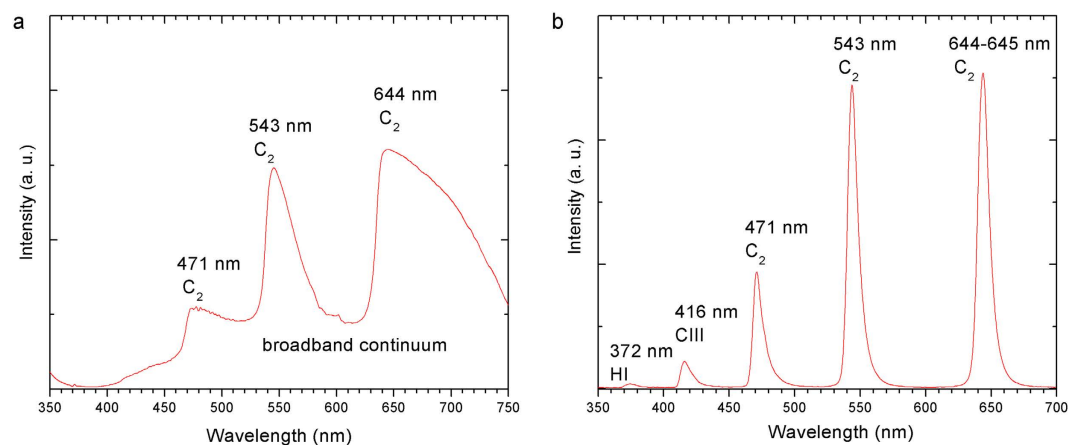 a
644 nm
C2
543 nm
C2
471 nm
C2
broadband continuum
Intensity (a. u.)
350 400 450 500 550 600 650 700 750
Wavelength (nm)
b
543 nm
C2
644-645 nm
C2
471 nm
C2
416 nm
CIII
372 nm
HI
Intensity (a. u.)
350 400 450 500 550 600 650 700
Wavelength (nm)